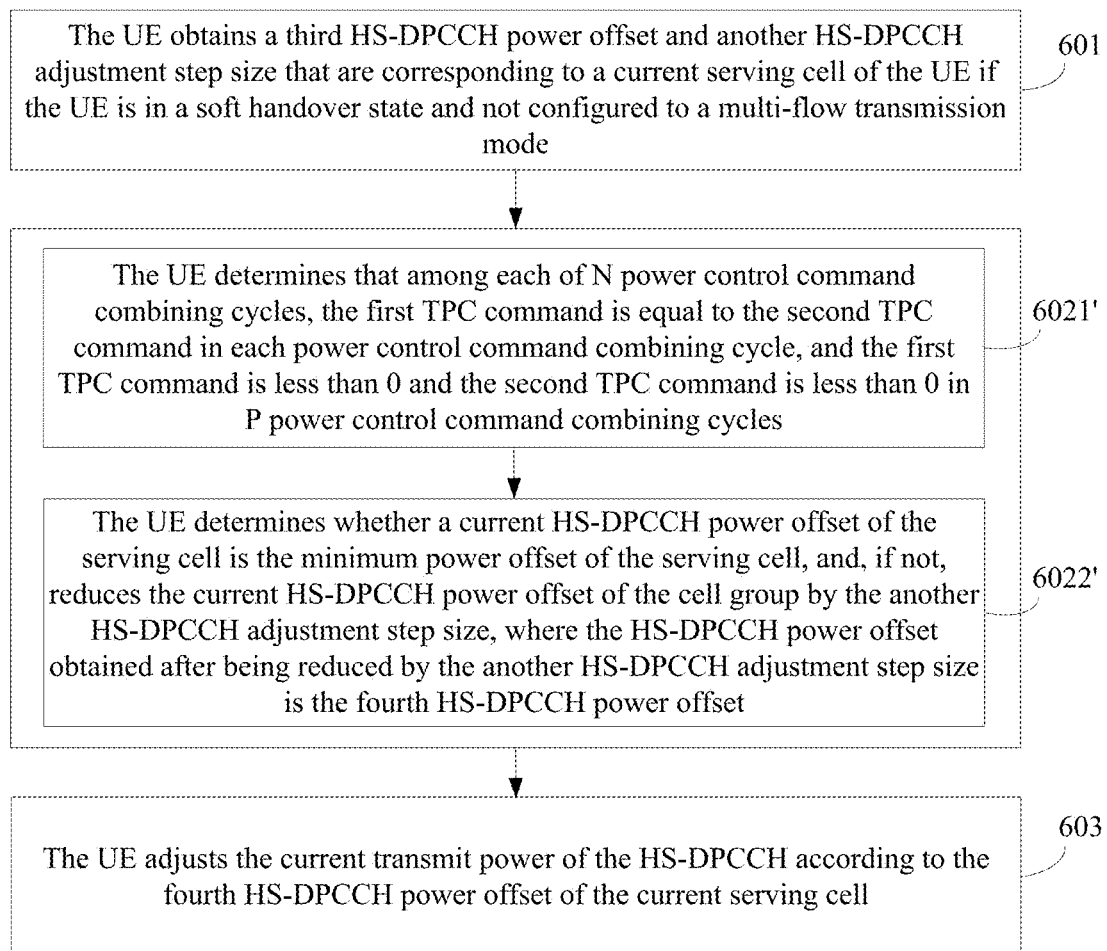 The UE obtains a third HS-DPCCH power offset and another HS-DPCCH
adjustment step size that are corresponding to a current serving cell of the UE if
the UE is in a soft handover state and not configured to a multi-flow transmission
mode
601
The UE determines that among each of N power control command
combining cycles, the first TPC command is equal to the second TPC
command in each power control command combining cycle, and the first
TPC command is less than 0 and the second TPC command is less than 0 in
P power control command combining cycles
6021'
The UE determines whether a current HS-DPCCH power offset of the
serving cell is the minimum power offset of the serving cell, and, if not,
reduces the current HS-DPCCH power offset of the cell group by the another
HS-DPCCH adjustment step size, where the HS-DPCCH power offset
obtained after being reduced by the another HS-DPCCH adjustment step size
is the fourth HS-DPCCH power offset
6022'
The UE adjusts the current transmit power of the HS-DPCCH according to the
fourth HS-DPCCH power offset of the current serving cell
603